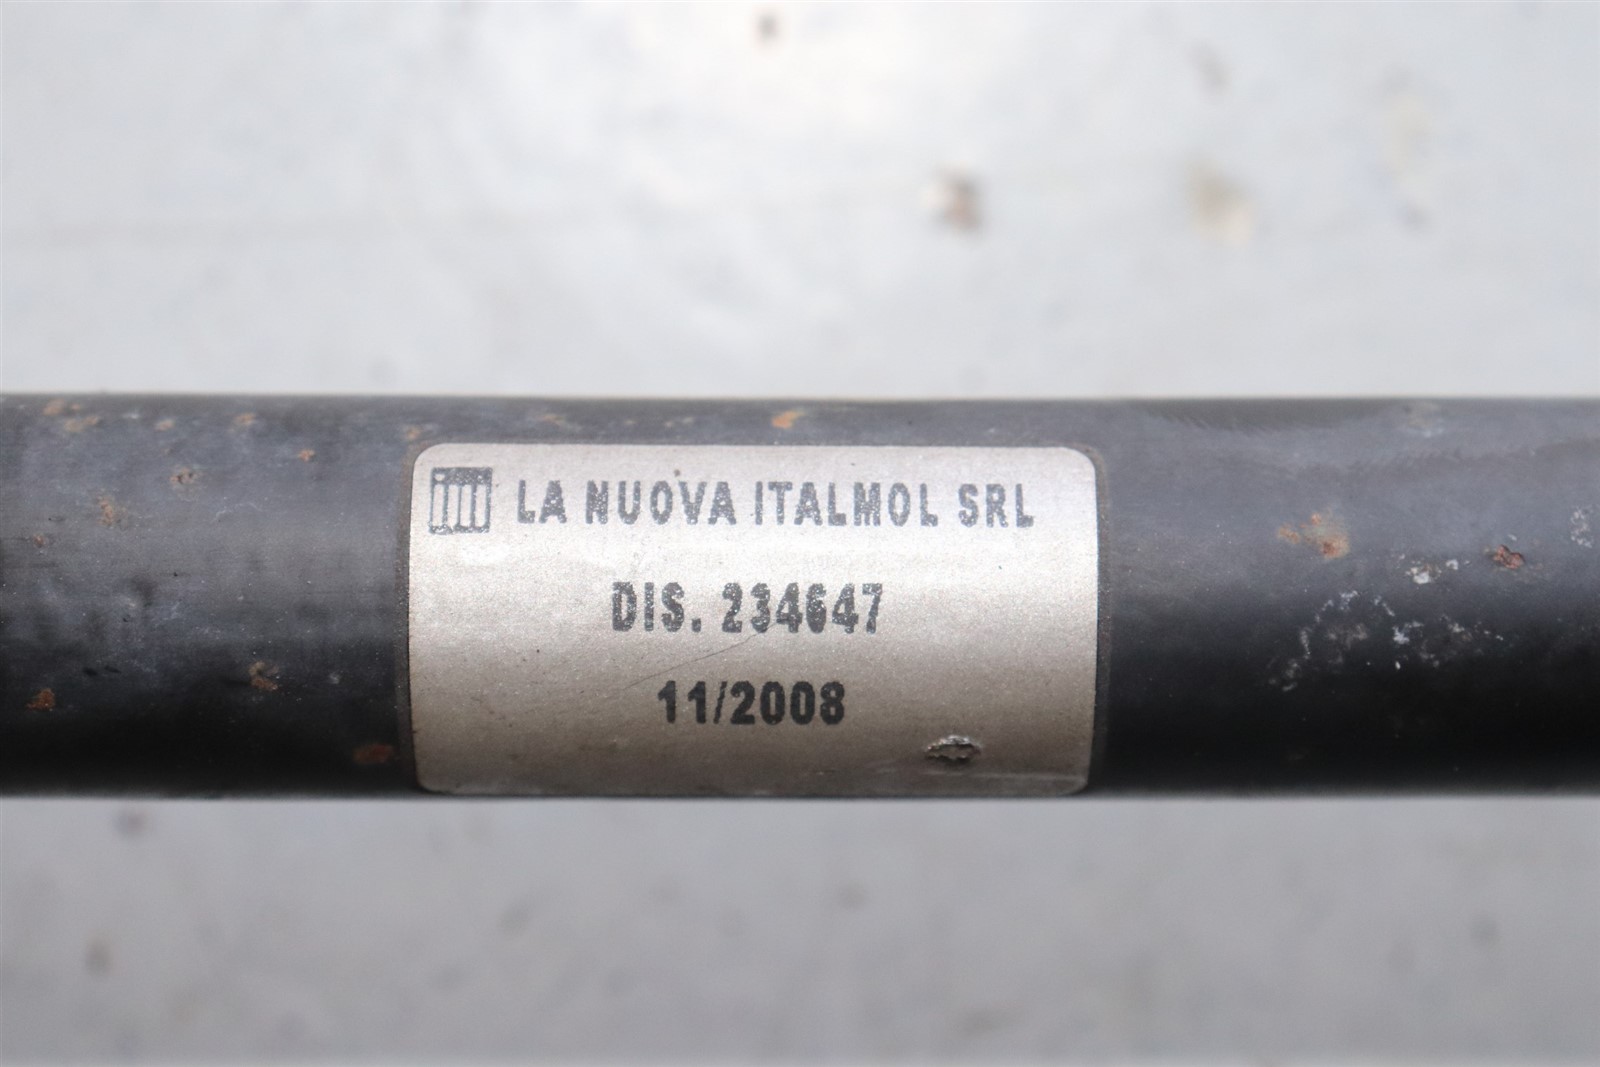 LA NUOVA ITALMOL SRL
DIS. 234647
11/2008